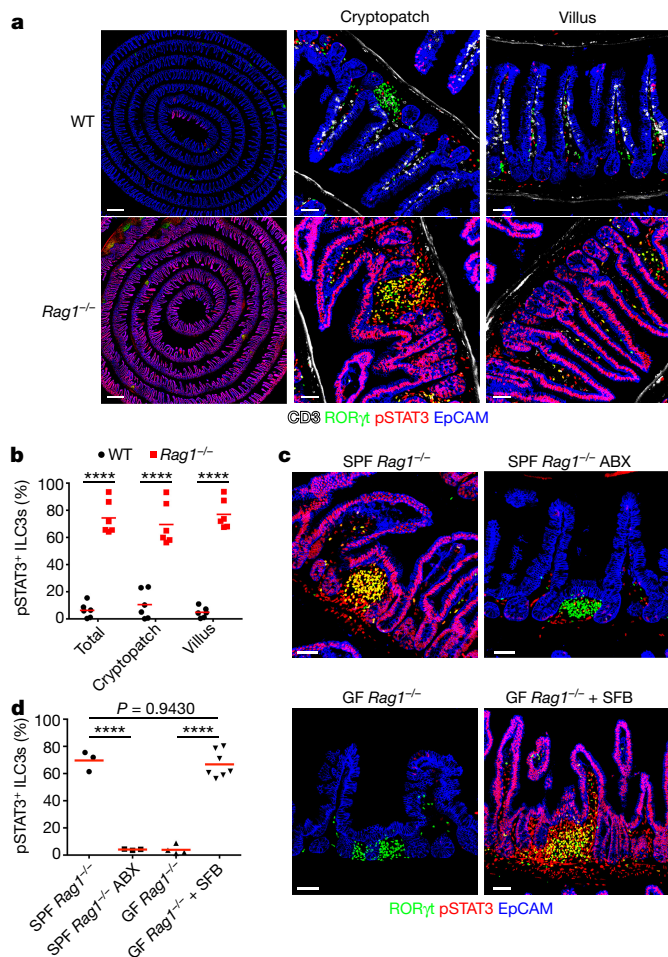 a
Cryptopatch
Villus
WT
Rag1–/–
CD3 RORγt pSTAT3 EpCAM
b
WT Rag1–/–
**** **** ****
pSTAT3+ ILC3s (%)
100
80
60
40
20
0
Total
Cryptopatch
Villus
c
SPF Rag1–/–
SPF Rag1–/– ABX
GF Rag1–/–
GF Rag1–/– + SFB
RORγt pSTAT3 EpCAM
d
P = 0.9430
**** ****
pSTAT3+ ILC3s (%)
100
80
60
40
20
0
SPF Rag1–/–
SPF Rag1–/– ABX
GF Rag1–/–
GF Rag1–/– + SFB